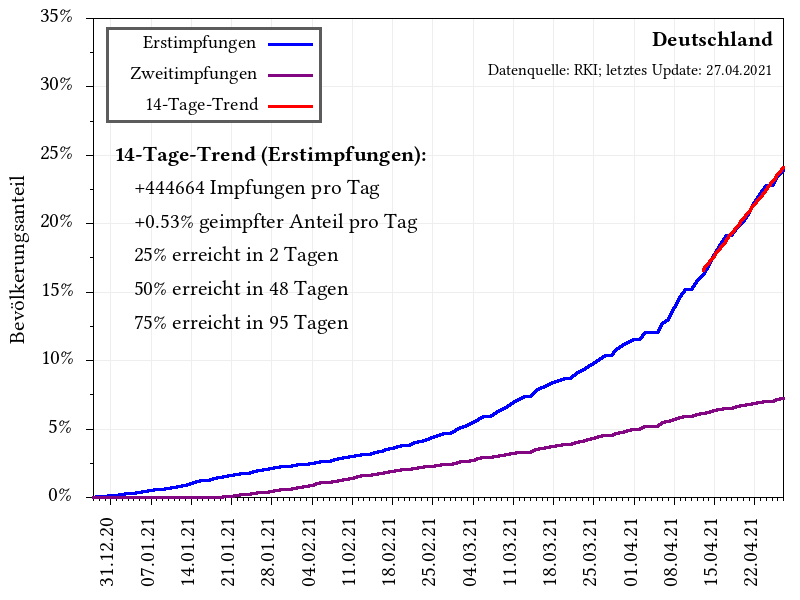 35%
30%
25%
20%
15%
10%
5%
0%
Bevölkerungsanteil
Erstimpfungen
Zweitimpfungen
14-Tage-Trend
Deutschland
Datenquelle: RKI; letztes Update: 27.04.2021
14-Tage-Trend (Erstimpfungen):
+444664 Impfungen pro Tag
+0.53% geimpfter Anteil pro Tag
25% erreicht in 2 Tagen
50% erreicht in 48 Tagen
75% erreicht in 95 Tagen
31.12.20
07.01.21
14.01.21
21.01.21
28.01.21
04.02.21
11.02.21
18.02.21
25.02.21
04.03.21
11.03.21
18.03.21
25.03.21
01.04.21
08.04.21
15.04.21
22.04.21